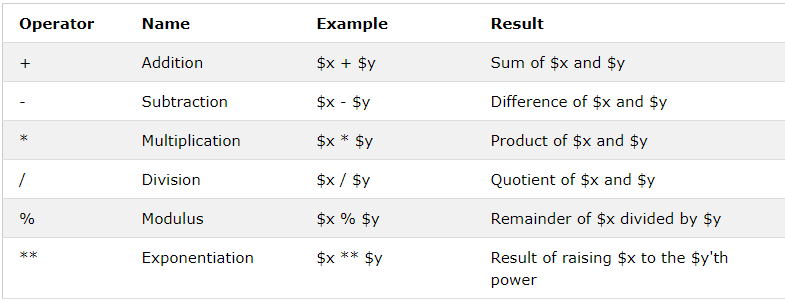 Operator Name Example Result
+ Addition $x + $y Sum of $x and $y
- Subtraction $x - $y Difference of $x and $y
* Multiplication $x * $y Product of $x and $y
/ Division $x / $y Quotient of $x and $y
% Modulus $x % $y Remainder of $x divided by $y
** Exponentiation $x ** $y Result of raising $x to the $y'th
power